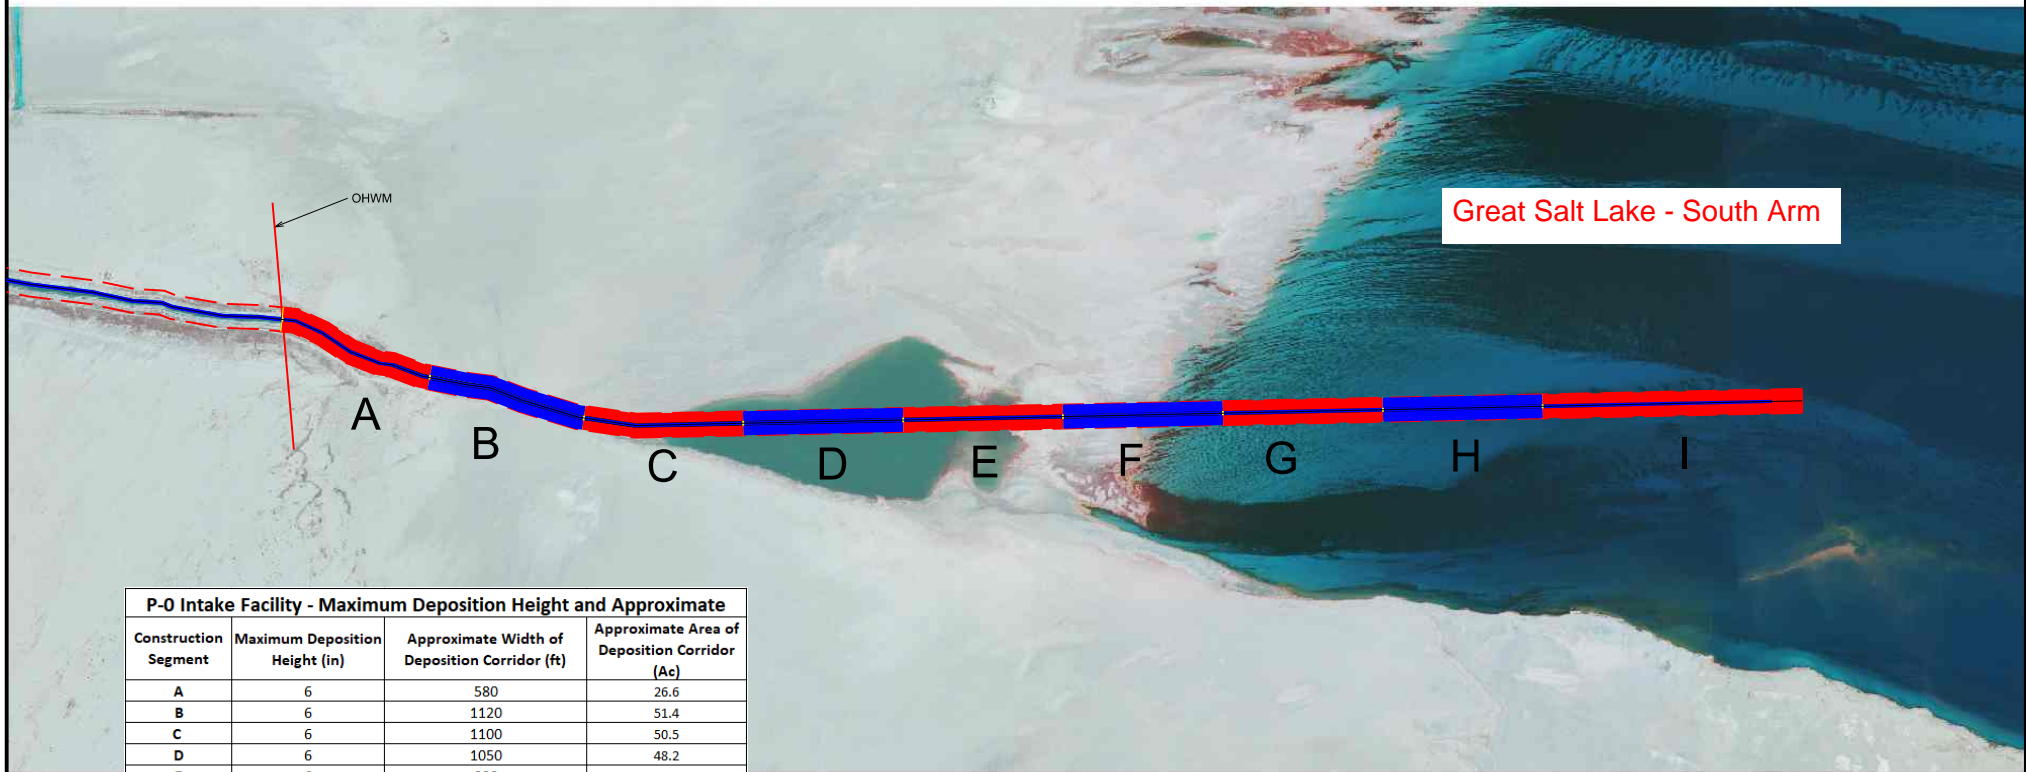 OHWM
Great Salt Lake - South Arm
A
B
C
D
E
F
G
H
I
P-0 Intake Facility - Maximum Deposition Height and Approximate
Construction Segment | Maximum Deposition Height (in) | Approximate Width of Deposition Corridor (ft) | Approximate Area of Deposition Corridor (Ac)
A 6 580 26.6
B 6 1120 51.4
C 6 1100 50.5
D 6 1050 48.2